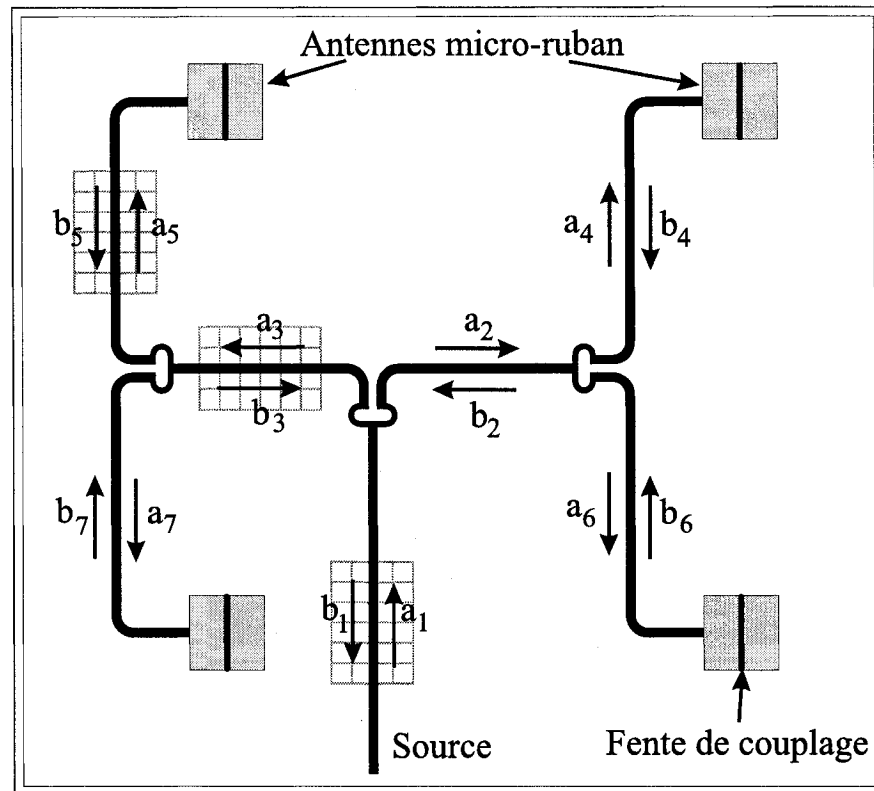 Antennes micro-ruban
b5
a5
a4
b4
a3
a2
b3
b2
b7
a7
a6
b6
b1
a1
Source
Fente de couplage